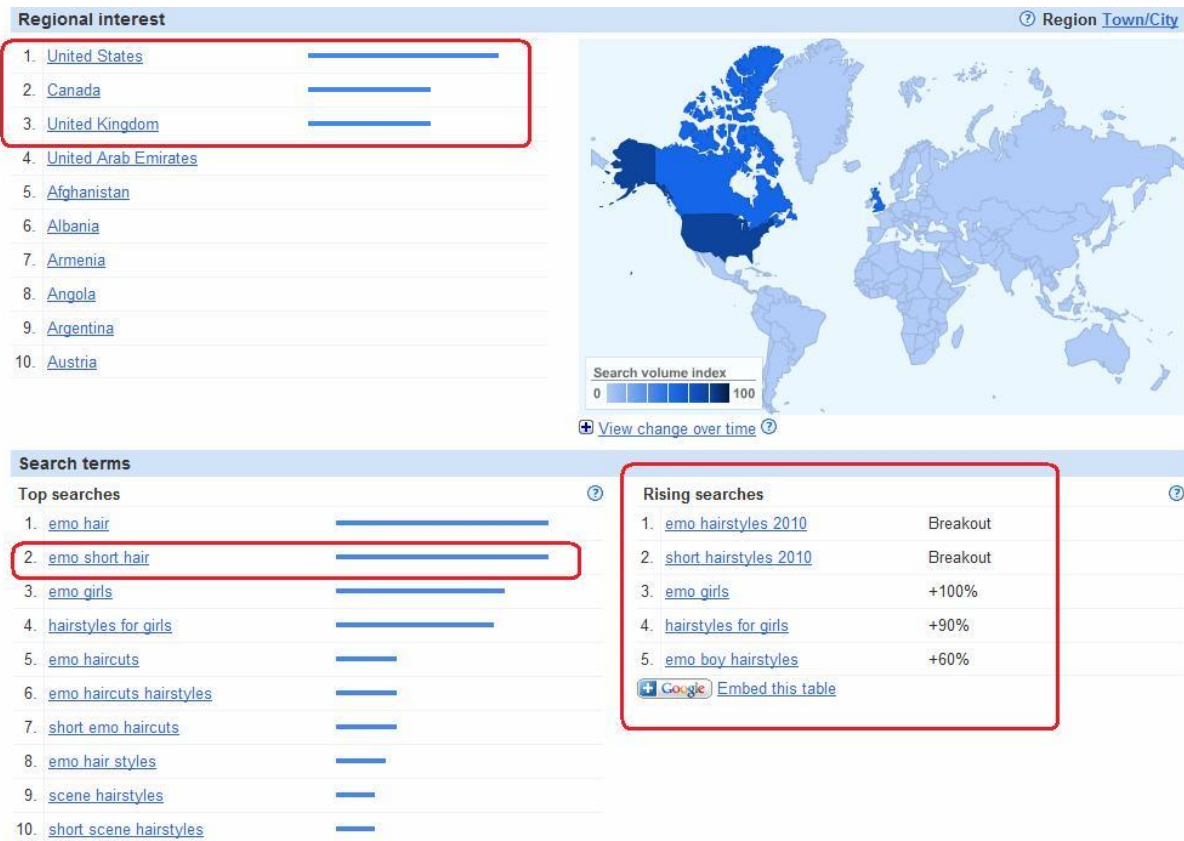 Regional interest
Region Town/City
1. United States
2. Canada
3. United Kingdom
4. United Arab Emirates
5. Afghanistan
6. Albania
7. Armenia
8. Angola
9. Argentina
10. Austria
Search volume index
0 100
View change over time
Search terms
Top searches
1. emo hair
2. emo short hair
3. emo girls
4. hairstyles for girls
5. emo haircuts
6. emo haircuts hairstyles
7. short emo haircuts
8. emo hair styles
9. scene hairstyles
10. short scene hairstyles
Rising searches
1. emo hairstyles 2010 Breakout
2. short hairstyles 2010 Breakout
3. emo girls +100%
4. hairstyles for girls +90%
5. emo boy hairstyles +60%
Google Embed this table